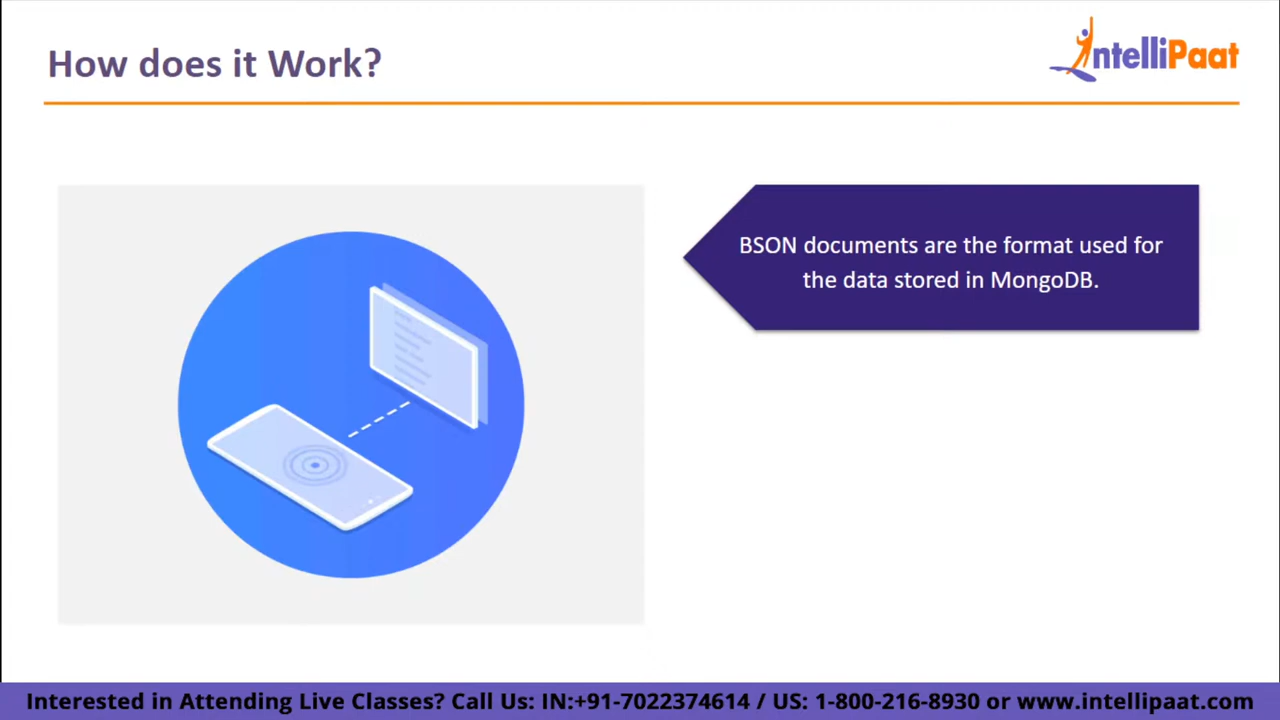 How does it Work?
IntelliPaat
BSON documents are the format used for
the data stored in MongoDB.
Interested in Attending Live Classes? Call Us: IN:+91-7022374614 / US: 1-800-216-8930 or www.intellipaat.com